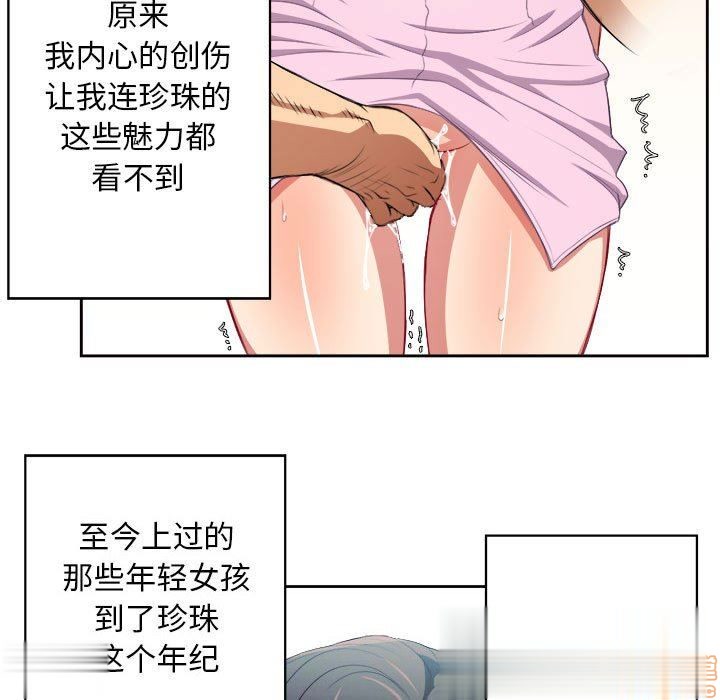 原来
我内心的创伤
让我连珍珠的
这些魅力都
看不到
至今上过的
那些年轻女孩
到了珍珠
这个年纪